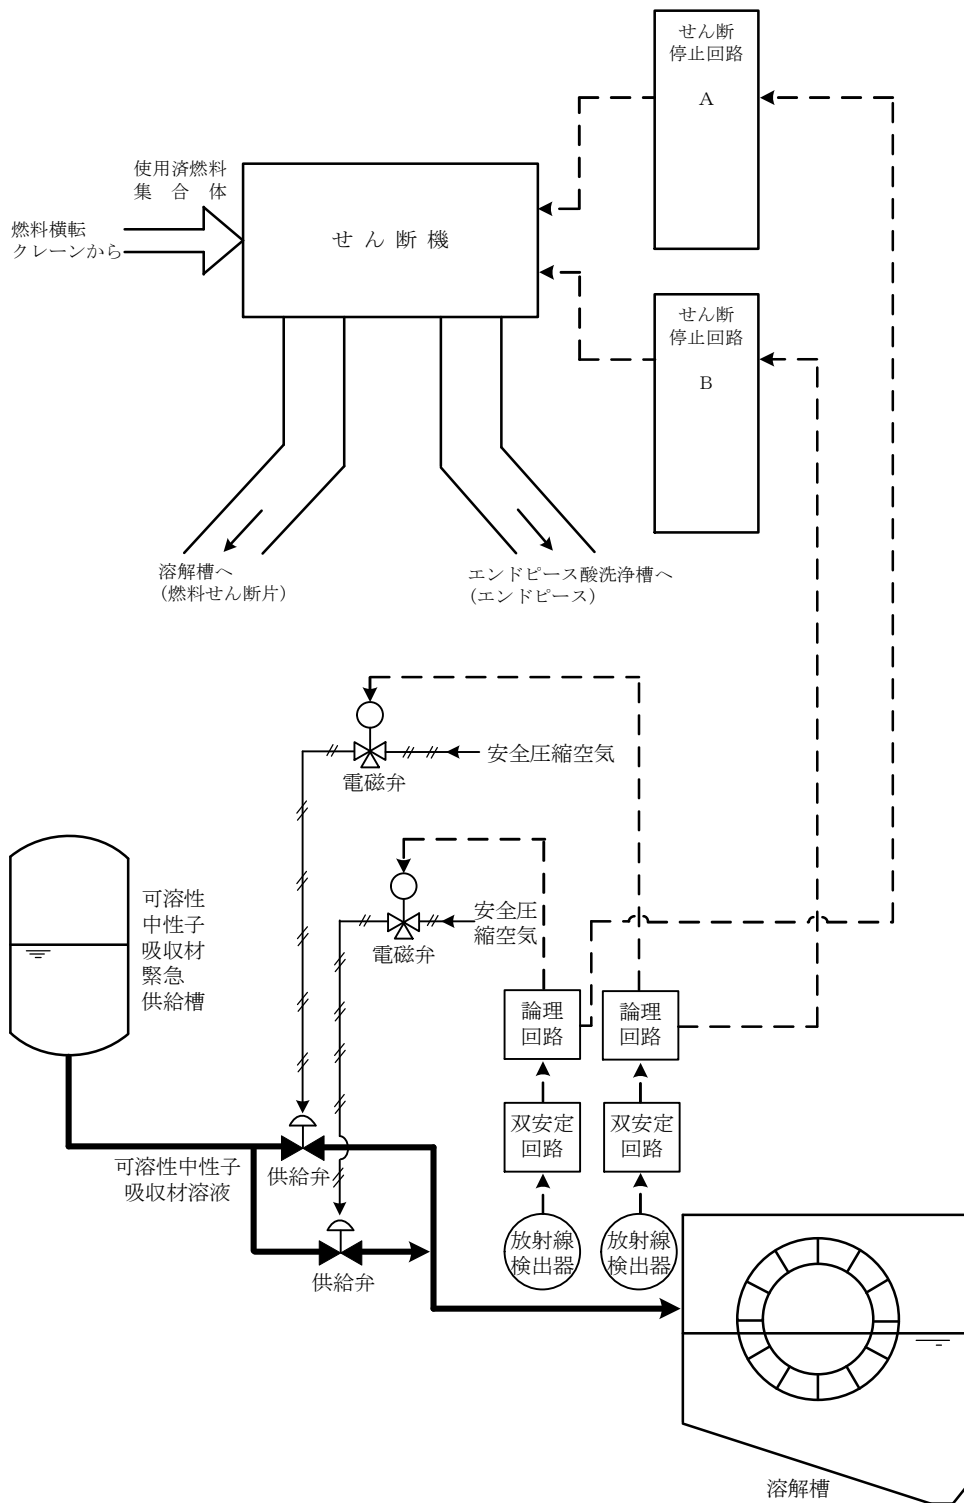 せん断
停止回路
A
使用済燃料
集合体
燃料横転
クレーンから
せん断機
せん断
停止回路
B
溶解槽へ
(燃料せん断片)
エンドピース酸洗浄槽へ
(エンドピース)
安全圧縮空気
電磁弁
可溶性
中性子
吸収材
緊急
供給槽
安全圧
縮空気
電磁弁
論理
回路
論理
回路
双安定
回路
双安定
回路
可溶性中性子
吸収材溶液
供給弁
放射線
検出器
放射線
検出器
供給弁
溶解槽